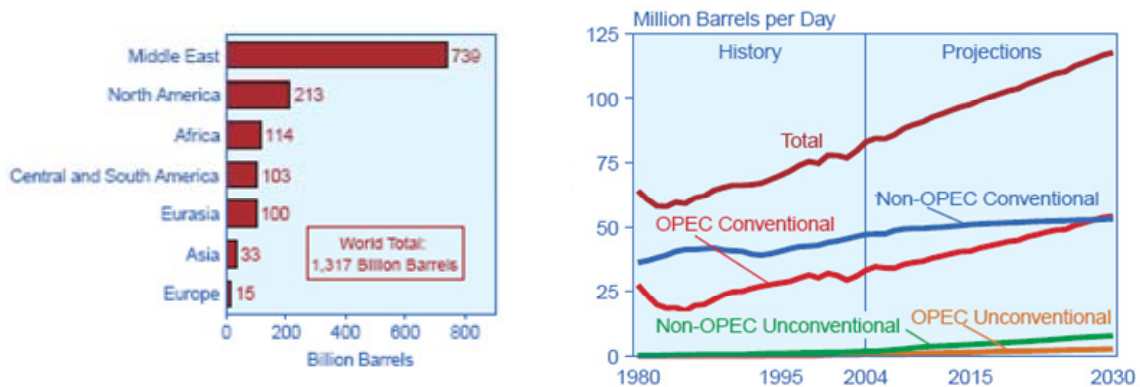 Middle East 739
North America 213
Africa 114
Central and South America 103
Eurasia 100
Asia 33
Europe 15
World Total:
1,317 Billion Barrels
0 200 400 600 800
Billion Barrels
Million Barrels per Day
125
100
75
50
25
0
History Projections
Total
Non-OPEC Conventional
OPEC Conventional
Non-OPEC Unconventional
OPEC Unconventional
1980 1995 2004 2015 2030